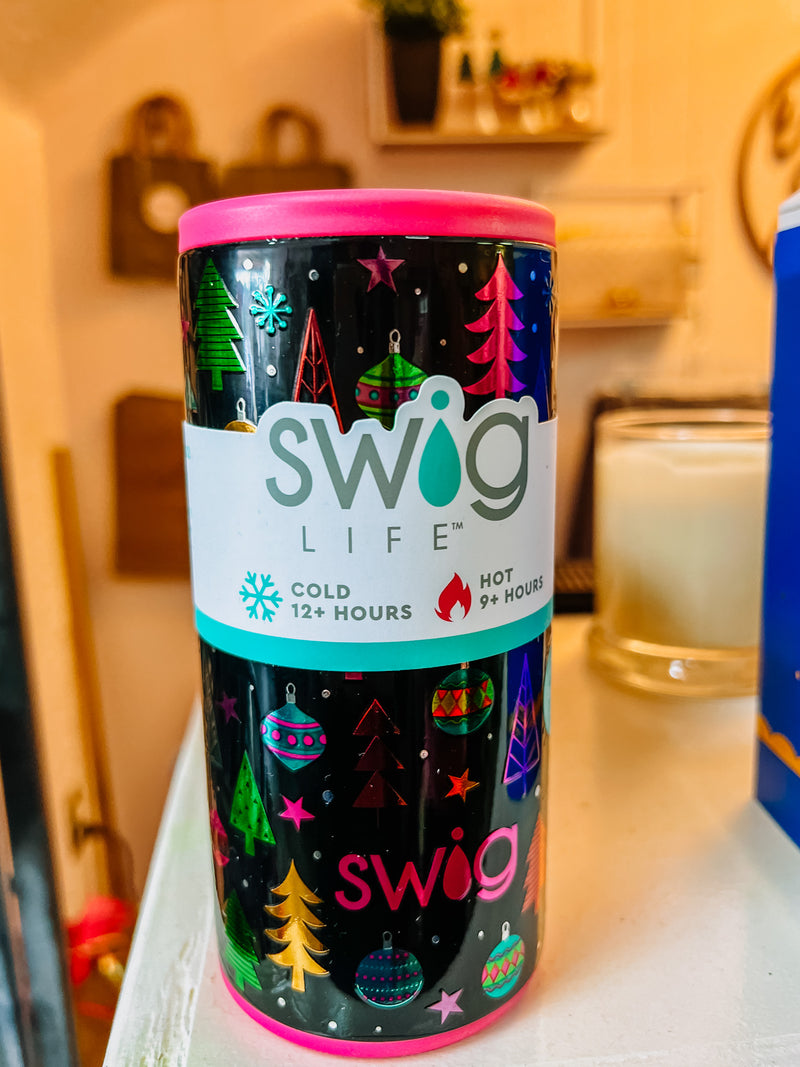 swig
LIFE™
COLD
12+ HOURS
HOT
9+ HOURS
swig